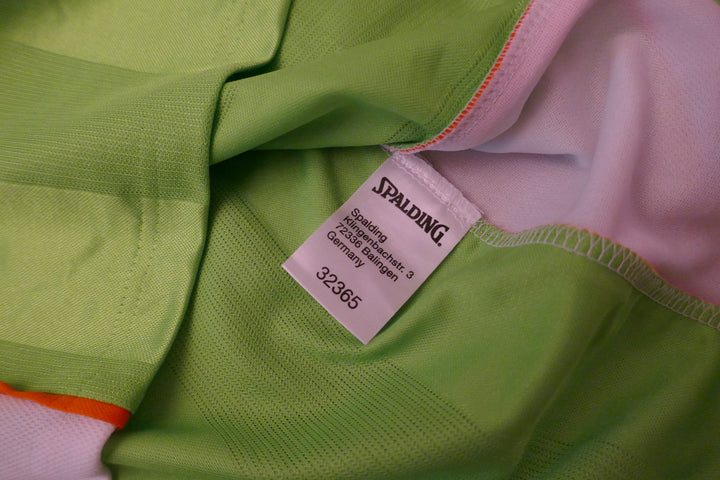 SPALDING.
Spalding
Klingenbachstr. 3
72336 Balingen
Germany
32365